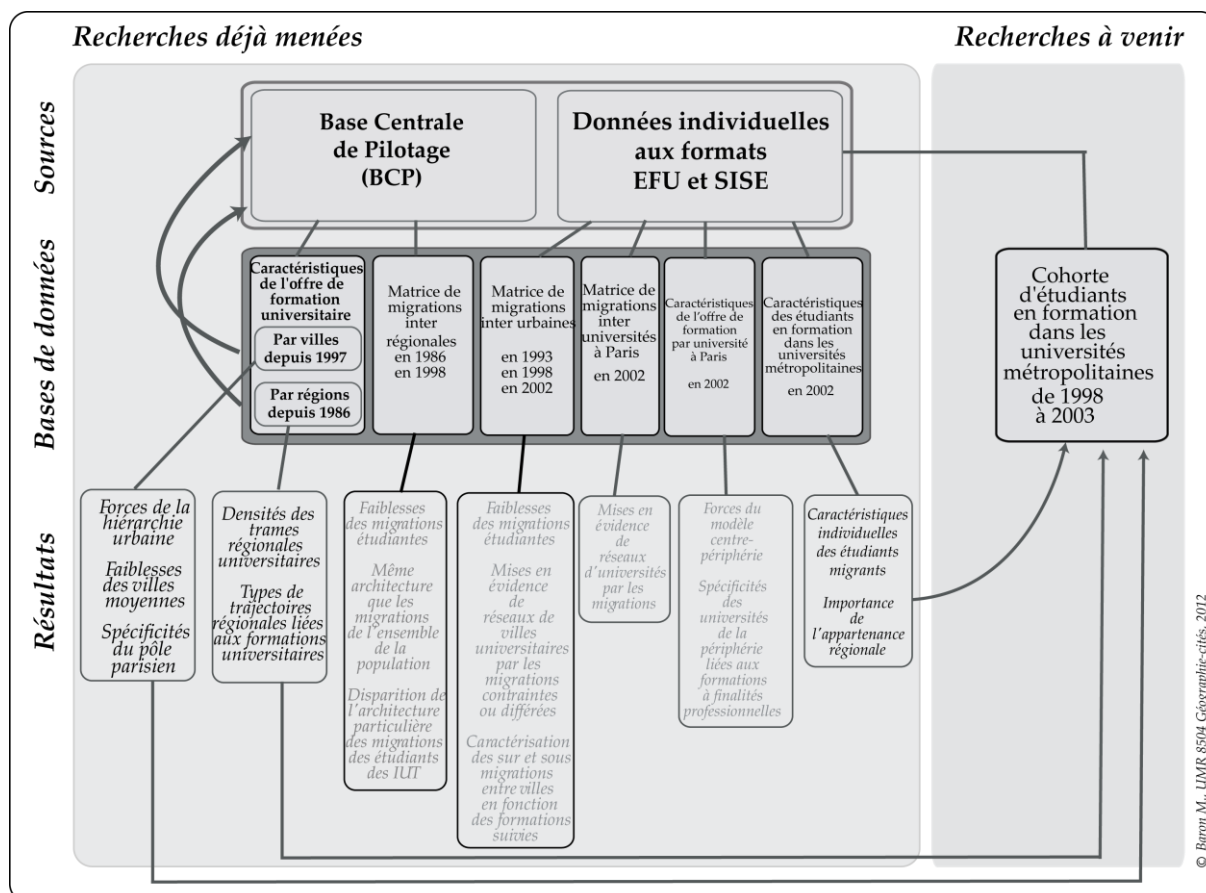 Recherches déjà menées
Recherches à venir
Sources
Base Centrale
de Pilotage
(BCP)
Données individuelles
aux formats
EFU et SISE
Bases de données
Caractéristiques
de l'offre de
formation
universitaire
Par villes
depuis 1997
Par régions
depuis 1986
Matrice de
migrations
inter
régionales
en 1986
en 1998
Matrice de
migrations
inter urbaines
en 1993
en 1998
en 2002
Matrice de
migrations
inter
universités
à Paris
en 2002
Caractéristiques
de l'offre de
formation
par université
à Paris
en 2002
Caractéristiques
des étudiants
en formation
dans les
universités
métropolitaines
en 2002
Cohorte
d'étudiants
en formation
dans les
universités
métropolitaines
de 1998
à 2003
Résultats
Forces de la
hiérarchie
urbaine
Faiblesses
des villes
moyennes
Spécificités
du pôle
parisien
Densités des
trames
régionales
universitaires
Types de
trajectoires
régionales liées
aux formations
universitaires
Faiblesses
des migrations
étudiantes
Même
architecture
que les
migrations
de l'ensemble
de la
population
Disparition de
l'architecture
particulière
des migrations
des étudiants
des IUT
Faiblesses
des migrations
étudiantes
Mises en
évidence
de
réseaux de
villes
universitaires
par les
migrations
contraintes
ou différées
Caractérisation
des sur et sous
migrations
entre villes
en fonction
des formations
suivies
Mises en
évidence
de
réseaux
d'universités
par les
migrations
Forces du
modèle
centre-
périphérie
Spécificités
des
universités
de la
périphérie
liées aux
formations
à finalités
professionnelles
Caractéristiques
individuelles
des étudiants
migrants
Importance
de
l'appartenance
régionale
© Baron M., UMR 8504 Géographie-cités, 2012